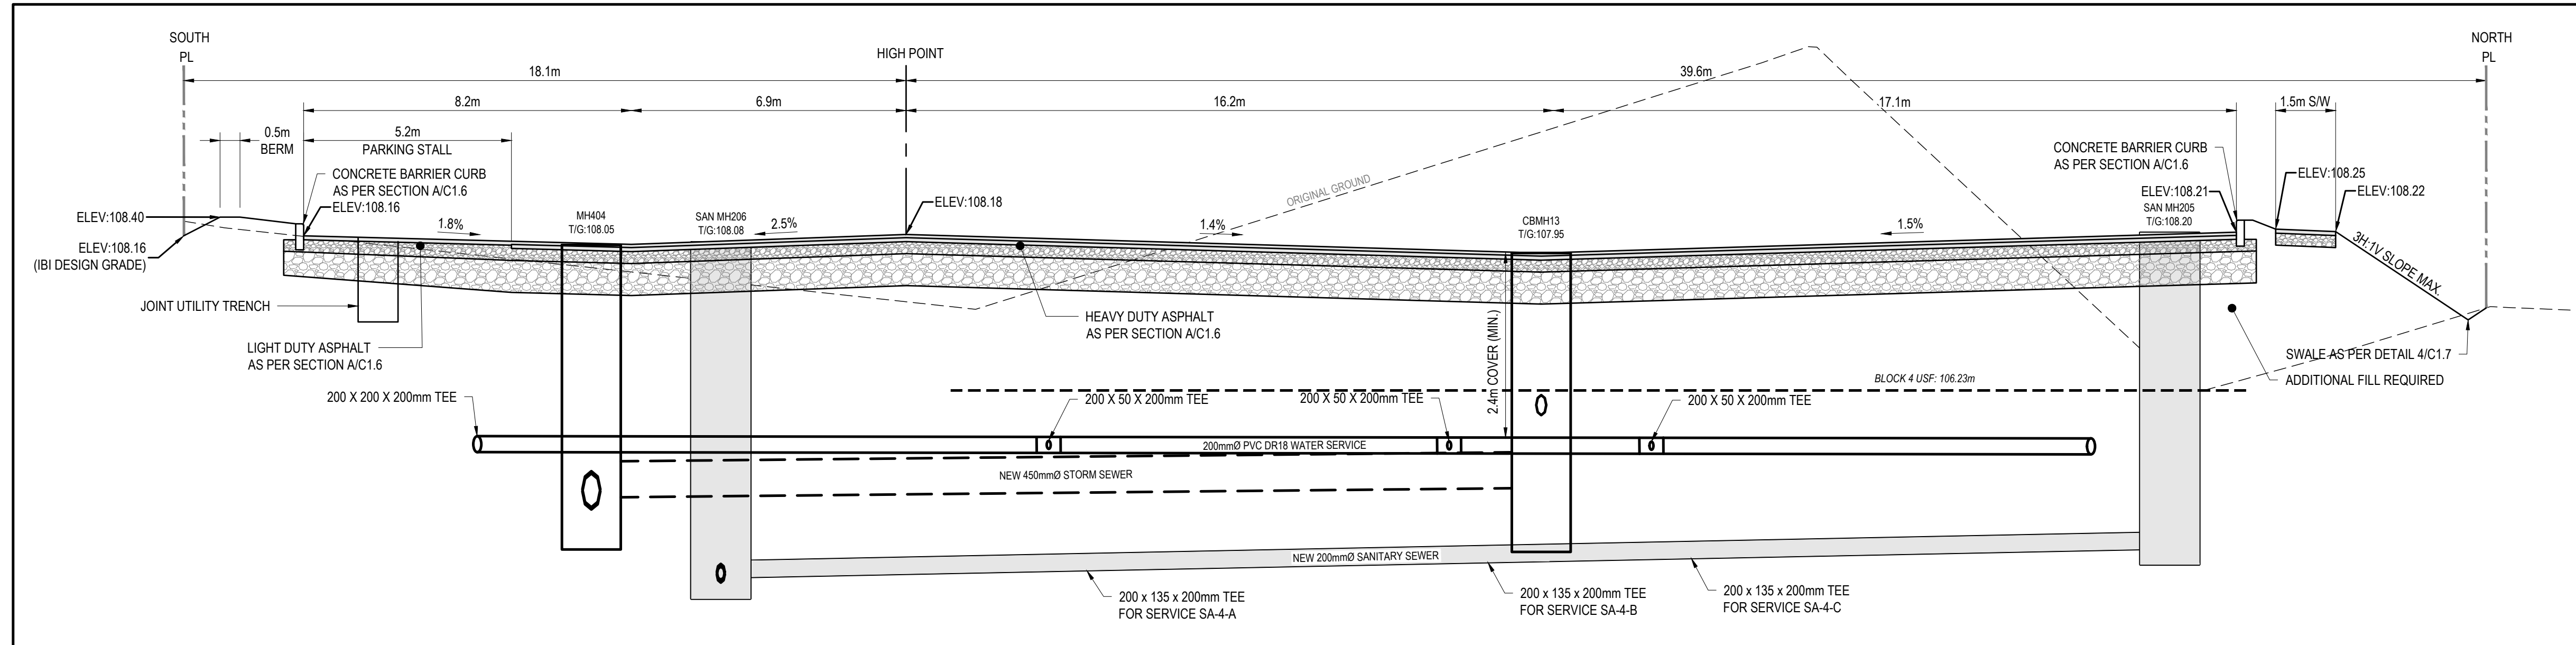 SOUTH
PL
HIGH POINT
NORTH
PL
18.1m
39.6m
8.2m
6.9m
16.2m
17.1m
1.5m S/W
0.5m
BERM
5.2m
PARKING STALL
CONCRETE BARRIER CURB
AS PER SECTION A/C1.6
ELEV:108.16
CONCRETE BARRIER CURB
AS PER SECTION A/C1.6
ELEV:108.25
ELEV:108.21
ELEV:108.22
ORIGINAL GROUND
ELEV:108.40
ELEV:108.16
(IBI DESIGN GRADE)
1.8%
MH404
T/G:108.05
SAN MH206
T/G:108.08
2.5%
ELEV:108.18
1.4%
CBMH13
T/G:107.95
1.5%
SAN MH205
T/G:108.20
3H:1V SLOPE MAX.
JOINT UTILITY TRENCH
HEAVY DUTY ASPHALT
AS PER SECTION A/C1.6
LIGHT DUTY ASPHALT
AS PER SECTION A/C1.6
2.4m COVER (MIN.)
SWALE AS PER DETAIL 4/C1.7
BLOCK 4 USF: 106.23m
ADDITIONAL FILL REQUIRED
200 X 200 X 200mm TEE
200 X 50 X 200mm TEE
200 X 50 X 200mm TEE
200 X 50 X 200mm TEE
200mmØ PVC DR18 WATER SERVICE
NEW 450mmØ STORM SEWER
NEW 200mmØ SANITARY SEWER
200 x 135 x 200mm TEE
FOR SERVICE SA-4-A
200 x 135 x 200mm TEE
FOR SERVICE SA-4-B
200 x 135 x 200mm TEE
FOR SERVICE SA-4-C